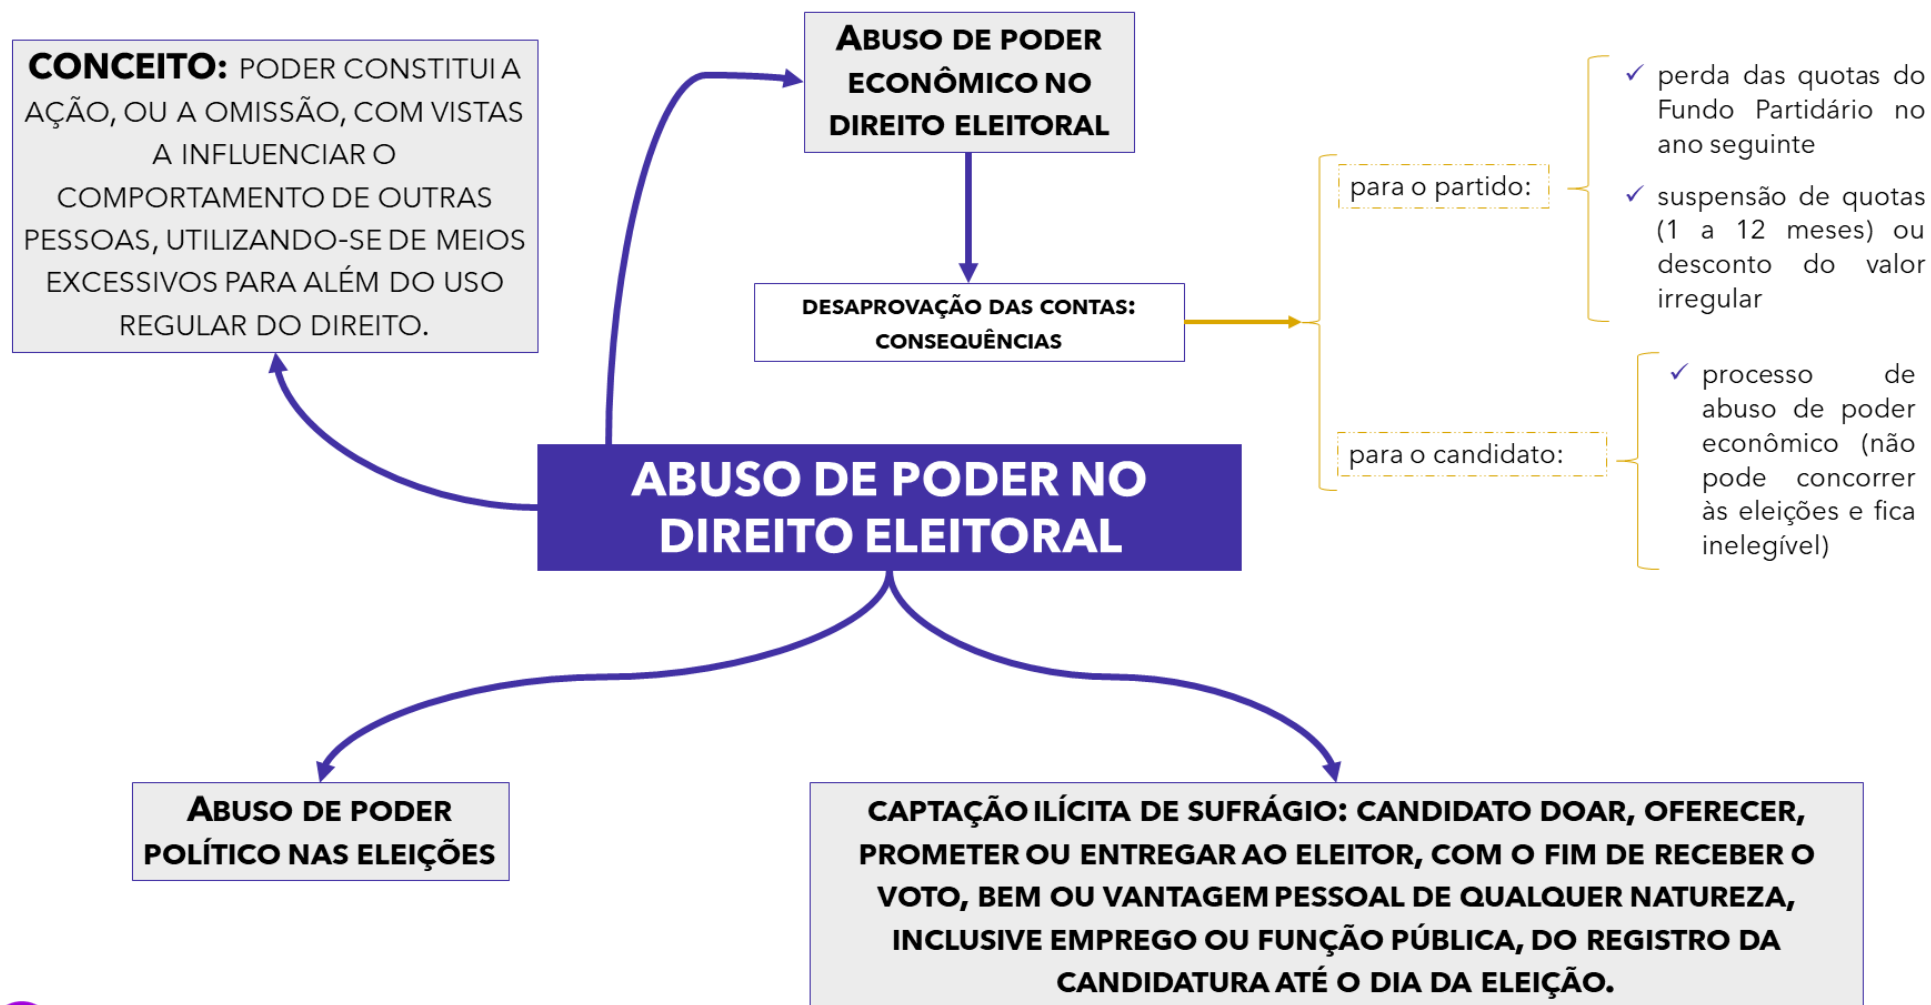 CONCEITO: PODER CONSTITUI A
AÇÃO, OU A OMISSÃO, COM VISTAS
A INFLUENCIAR O
COMPORTAMENTO DE OUTRAS
PESSOAS, UTILIZANDO-SE DE MEIOS
EXCESSIVOS PARA ALÉM DO USO
REGULAR DO DIREITO.
ABUSO DE PODER
ECONÔMICO NO
DIREITO ELEITORAL
DESAPROVAÇÃO DAS CONTAS:
CONSEQUÊNCIAS
para o partido:
✓ perda das quotas do
Fundo Partidário no
ano seguinte
✓ suspensão de quotas
(1 a 12 meses) ou
desconto do valor
irregular
para o candidato:
✓ processo de
abuso de poder
econômico (não
pode concorrer
às eleições e fica
inelegível)
ABUSO DE PODER NO
DIREITO ELEITORAL
ABUSO DE PODER
POLÍTICO NAS ELEIÇÕES
CAPTAÇÃO ILÍCITA DE SUFRÁGIO: CANDIDATO DOAR, OFERECER,
PROMETER OU ENTREGAR AO ELEITOR, COM O FIM DE RECEBER O
VOTO, BEM OU VANTAGEM PESSOAL DE QUALQUER NATUREZA,
INCLUSIVE EMPREGO OU FUNÇÃO PÚBLICA, DO REGISTRO DA
CANDIDATURA ATÉ O DIA DA ELEIÇÃO.